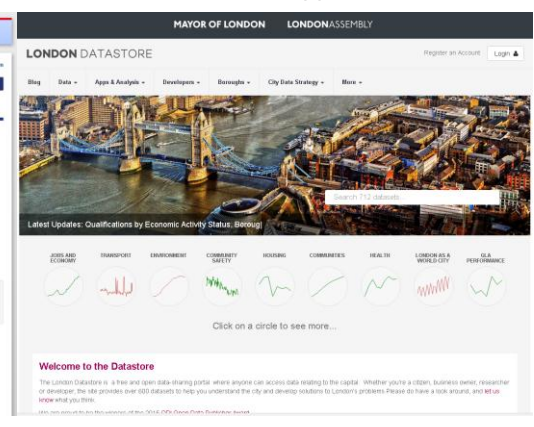 MAYOR OF LONDON LONDONASSEMBLY
LONDON DATASTORE
Register an Account Login
Blog Data Apps & Analysis Developers Boroughs City Data Strategy More
Search 712 datasets
Latest Updates: Qualifications by Economic Activity Status, Boroug
JOBS AND ECONOMY TRANSPORT ENVIRONMENT COMMUNITY SAFETY HOUSING COMMUNITIES HEALTH LONDON AS A WORLD CITY GLA PERFORMANCE
Click on a circle to see more...
Welcome to the Datastore
The London Datastore is a free and open data-sharing portal where anyone can access data relating to the capital. Whether you're a citizen, business owner, researcher
or developer, the site provides over 600 datasets to help you understand the city and develop solutions to London's problems.Please do have a look around, and let us
know what you think.